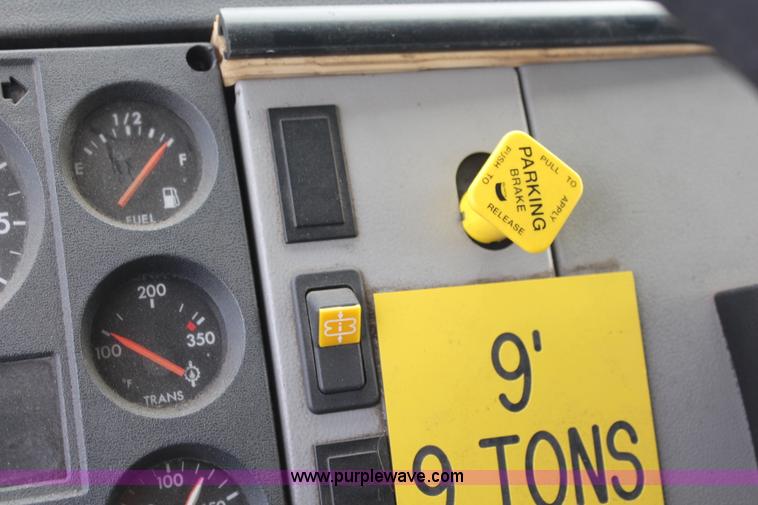 1/2
E
F
FUEL
5
200
100
350
°F
TRANS
100
PUSH TO
RELEASE
PARKING
BRAKE
PULL TO
APPLY
9'
9 TONS
www.purplewave.com